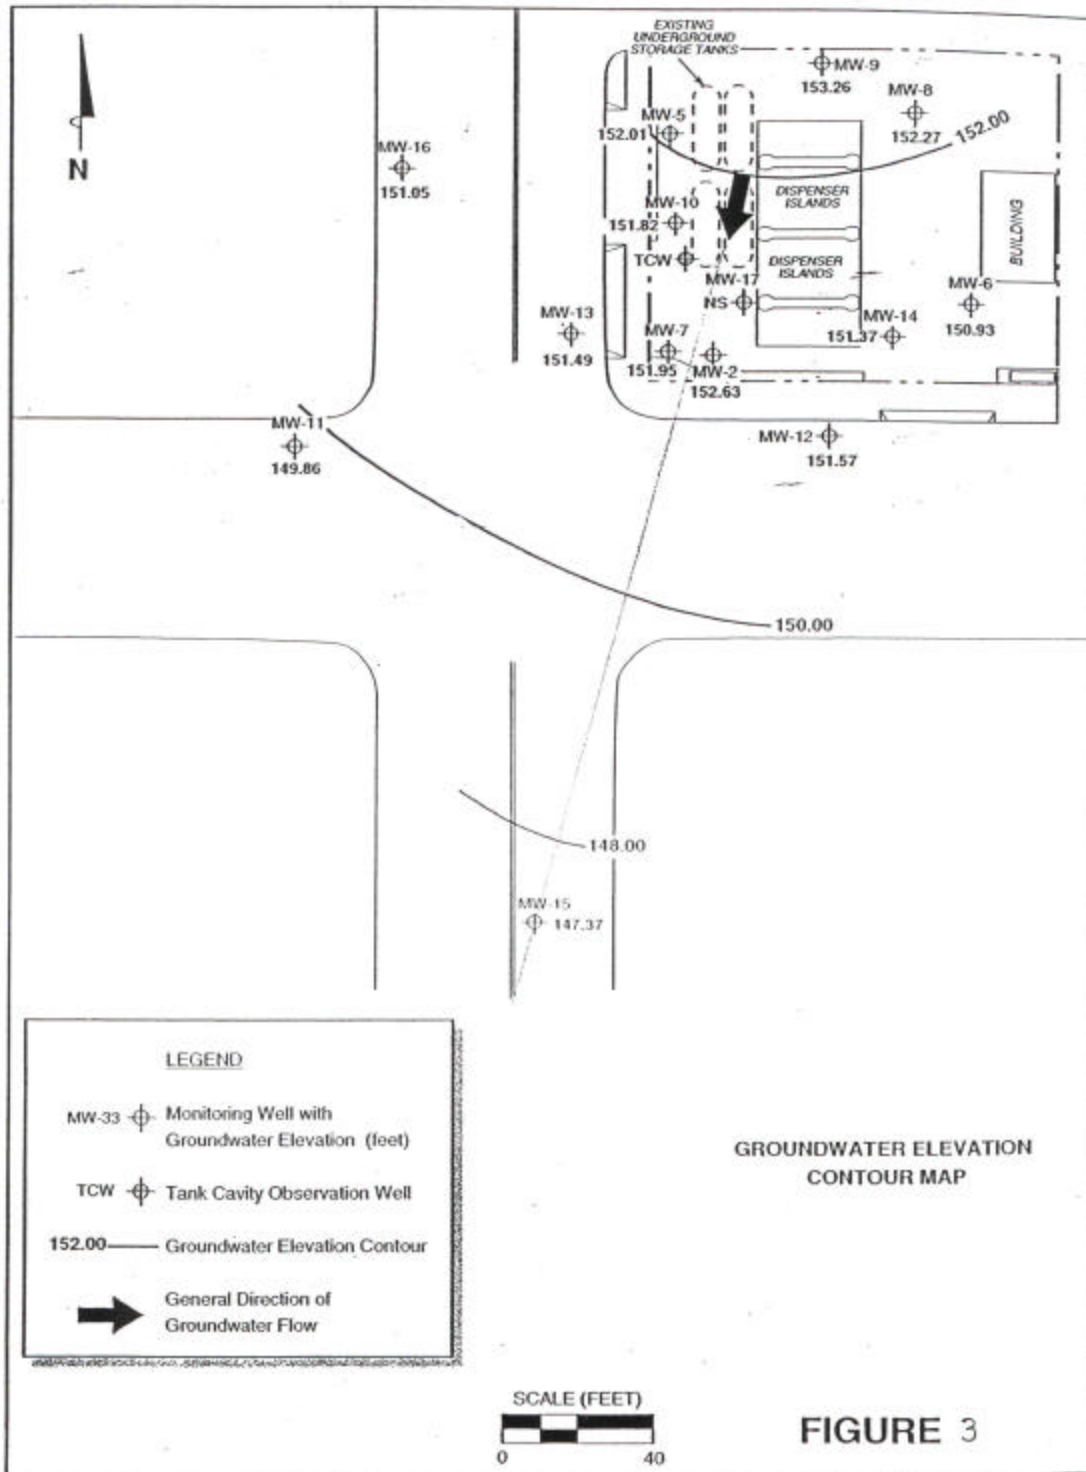 EXISTING
UNDERGROUND
STORAGE TANKS
MW-9
153.26
MW-8
152.27
152.00
MW-5
152.01
MW-16
151.05
N
DISPENSER
ISLANDS
MW-10
151.82
BUILDING
TCW
DISPENSER
ISLANDS
MW-17
NS
MW-6
150.93
MW-13
151.49
MW-14
151.37
MW-7
151.95
MW-2
152.63
MW-11
149.86
MW-12
151.57
150.00
148.00
MW-15
147.37
LEGEND
MW-33 Monitoring Well with
Groundwater Elevation (feet)
TCW Tank Cavity Observation Well
152.00 Groundwater Elevation Contour
General Direction of
Groundwater Flow
GROUNDWATER ELEVATION
CONTOUR MAP
SCALE (FEET)
0 40
FIGURE 3